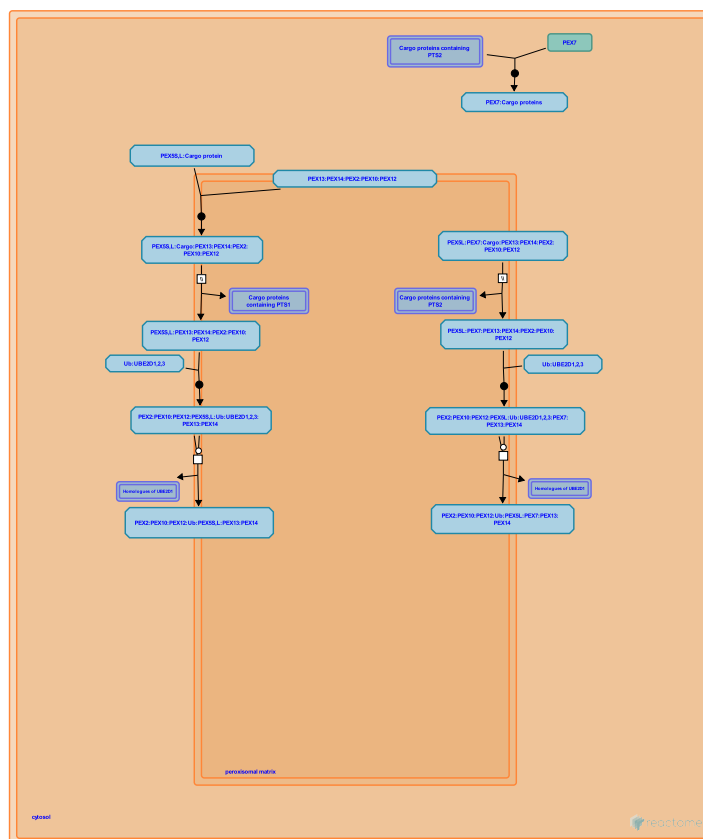 Cargo proteins containing
PTS2
PEX7
PEX7:Cargo proteins
PEX5S,L:Cargo protein
PEX13:PEX14:PEX2:PEX10:PEX12
PEX5S,L:Cargo:PEX13:PEX14:PEX2:
PEX10:PEX12
PEX5L:PEX7:Cargo:PEX13:PEX14:PEX2:
PEX10:PEX12
Cargo proteins
containing PTS1
Cargo proteins containing
PTS2
PEX5S,L:PEX13:PEX14:PEX2:PEX10:
PEX12
PEX5L:PEX7:PEX13:PEX14:PEX2:PEX10:
PEX12
Ub:UBE2D1,2,3
Ub:UBE2D1,2,3
PEX2:PEX10:PEX12:PEX5S,L:Ub:UBE2D1,2,3:
PEX13:PEX14
PEX2:PEX10:PEX12:PEX5L:Ub:UBE2D1,2,3:PEX7:
PEX13:PEX14
Homologues of UBE2D1
Homologues of UBE2D1
PEX2:PEX10:PEX12:Ub:PEX5S,L:PEX13:PEX14
PEX2:PEX10:PEX12:Ub:PEX5L:PEX7:PEX13:
PEX14
peroxisomal matrix
cytosol
reactome